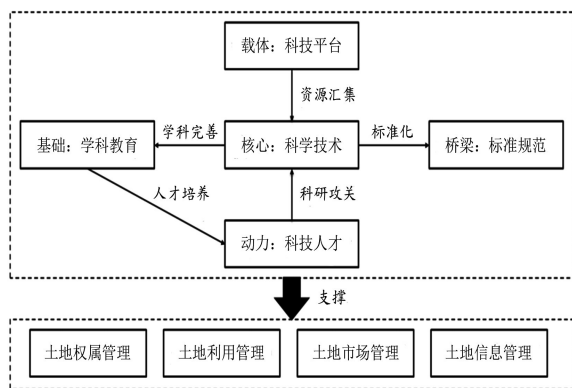 载体：科技平台
资源汇集
学科完善
标准化
基础：学科教育
核心：科学技术
桥梁：标准规范
人才培养
科研攻关
动力：科技人才
支撑
土地权属管理
土地利用管理
土地市场管理
土地信息管理